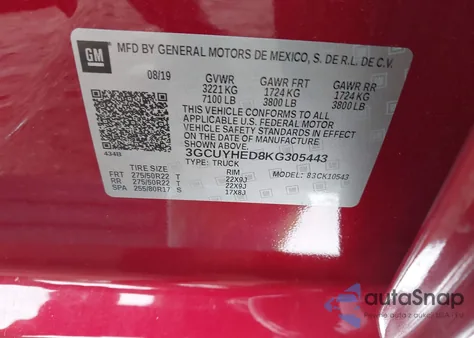 GM
MFD BY GENERAL MOTORS DE MEXICO, S. DE R.L. DE C.V.
08/19 GVWR GAWR FRT GAWR RR
3221 KG 1724 KG 1724 KG
7100 LB 3800 LB 3800 LB
THIS VEHICLE CONFORMS TO ALL
APPLICABLE U.S. FEDERAL MOTOR
VEHICLE SAFETY STANDARDS IN EFFECT
ON THE DATE OF MANUFACTURE
SHOWN ABOVE.
434B 3GCUYHED8KG305443
TYPE: TRUCK
TIRE SIZE RIM MODEL: 83CK10543
FRT 275/50R22 T 22X9J
RR 275/50R22 T 22X9J
SPA 255/80R17 S 17X8J
autoSnap